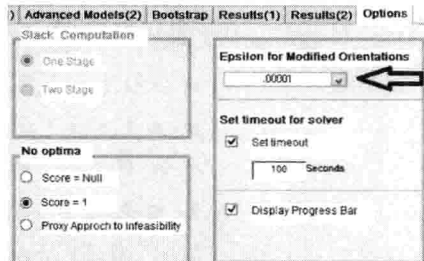 ) Advanced Models(2) Bootstrap Results(1) Results(2) Options
Slack Computation
One Stage
Two Stage
No optima
Score = Null
Score = 1
Proxy Approch to Infeasibility
Epsilon for Modified Orientations
.00001
Set timeout for solver
Set timeout
100 Seconds
Display Progress Bar